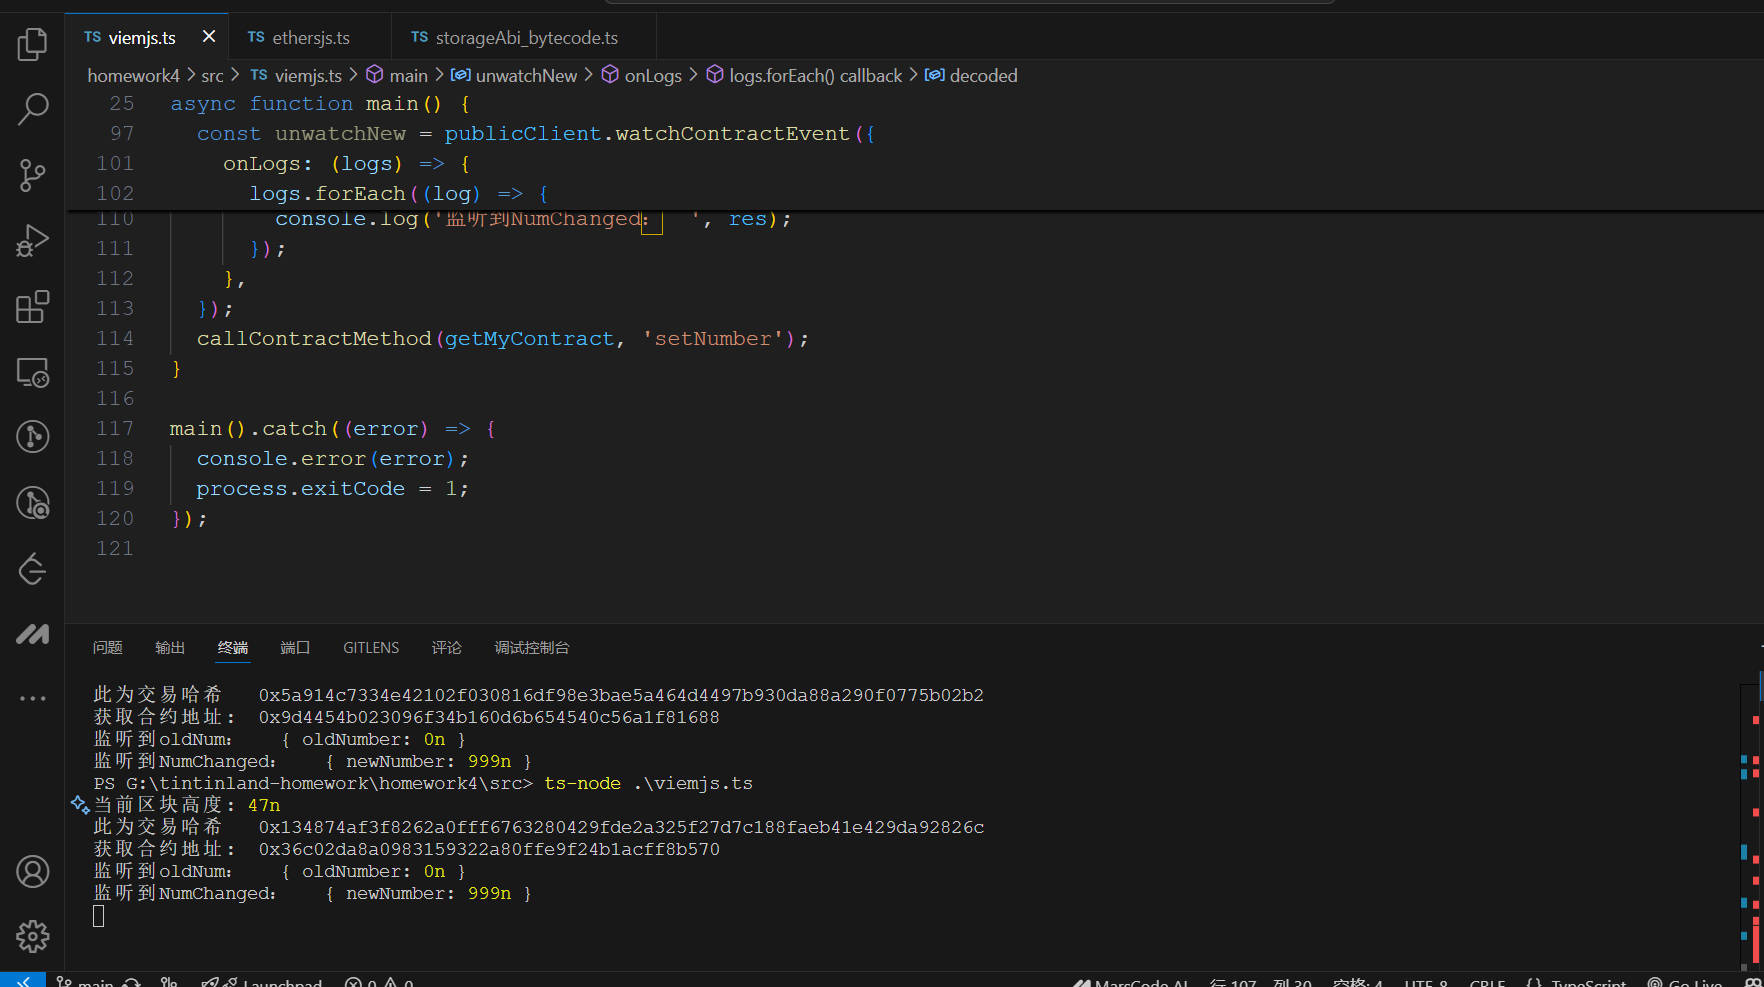 TS viemjs.ts × TS ethersjs.ts TS storageAbi_bytecode.ts
homework4 > src > TS viemjs.ts > main > unwatchNew > onLogs > logs.forEach() callback > decoded
25 async function main() {
97 const unwatchNew = publicClient.watchContractEvent({
101 onLogs: (logs) => {
102 logs.forEach((log) => {
110 console.log('监听到NumChanged： ', res);
111 });
112 },
113 });
114 callContractMethod(getMyContract, 'setNumber');
115 }
116
117 main().catch((error) => {
118 console.error(error);
119 process.exitCode = 1;
120 });
121
问题 输出 终端 端口 GITLENS 评论 调试控制台
此为交易哈希 0x5a914c7334e42102f030816df98e3bae5a464d4497b930da88a290f0775b02b2
获取合约地址: 0x9d4454b023096f34b160d6b654540c56a1f81688
监听到oldNum： { oldNumber: 0n }
监听到NumChanged： { newNumber: 999n }
PS G:\tintinland-homework\homework4\src> ts-node .\viemjs.ts
当前区块高度: 47n
此为交易哈希 0x134874af3f8262a0fff6763280429fde2a325f27d7c188faeb41e429da92826c
获取合约地址: 0x36c02da8a0983159322a80ffe9f24b1acff8b570
监听到oldNum： { oldNumber: 0n }
监听到NumChanged： { newNumber: 999n }
main Launchpad 0 0 MarsCode AI 行 107, 列 30 空格: 4 UTF-8 CRLF {} TypeScript Go Live